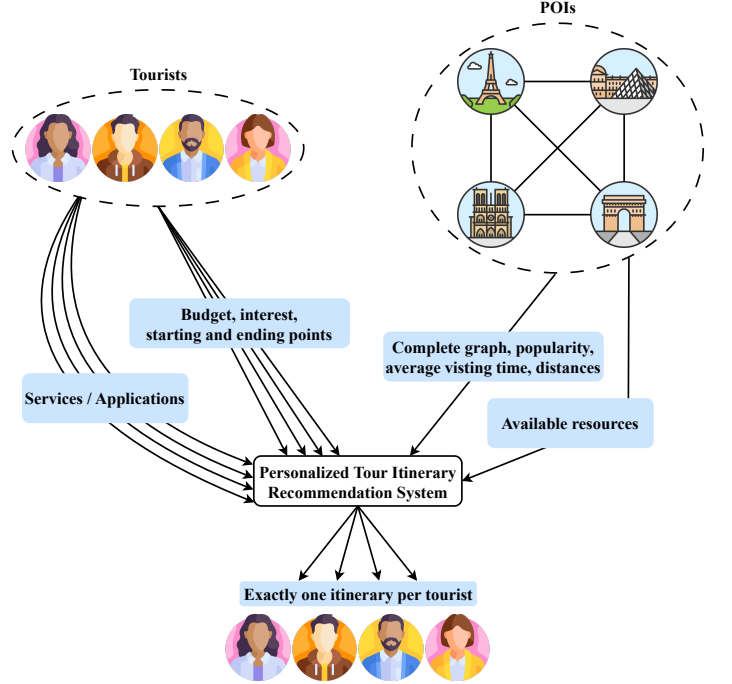 POIs
Tourists
Budget, interest,
starting and ending points
Complete graph, popularity,
average visting time, distances
Services / Applications
Available resources
Personalized Tour Itinerary
Recommendation System
Exactly one itinerary per tourist